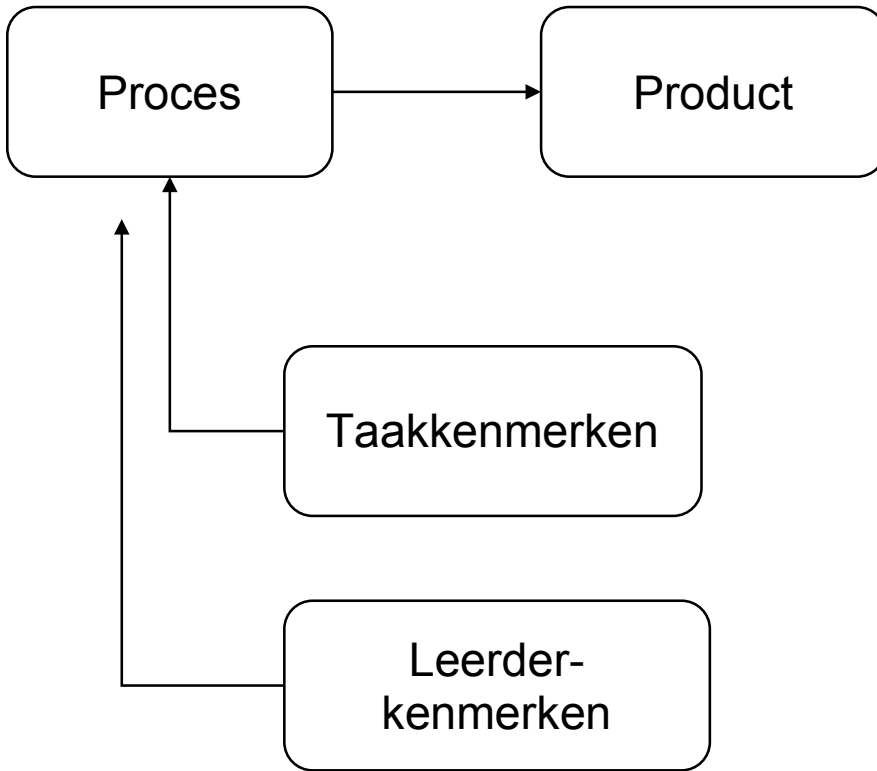 Proces
Product
Taakkenmerken
Leerder-
kenmerken